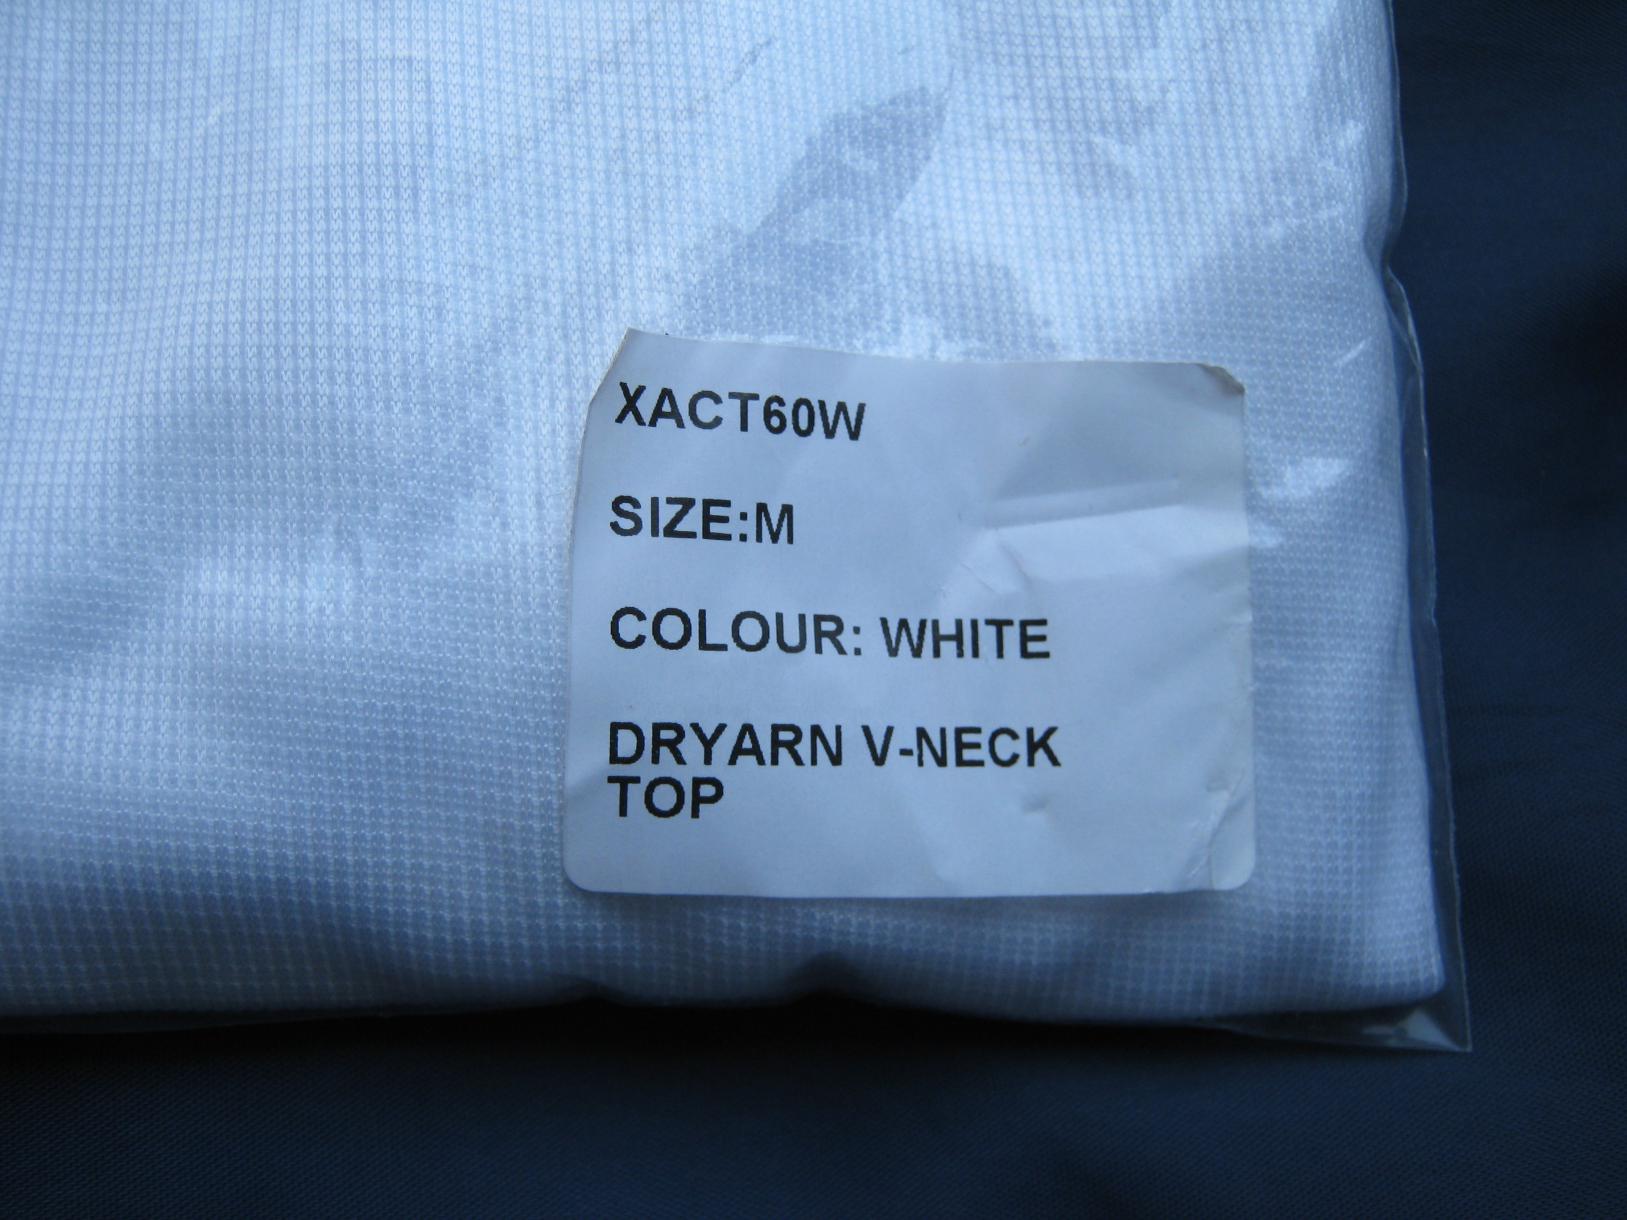 XACT60W
SIZE:M
COLOUR: WHITE
DRYARN V-NECK
TOP